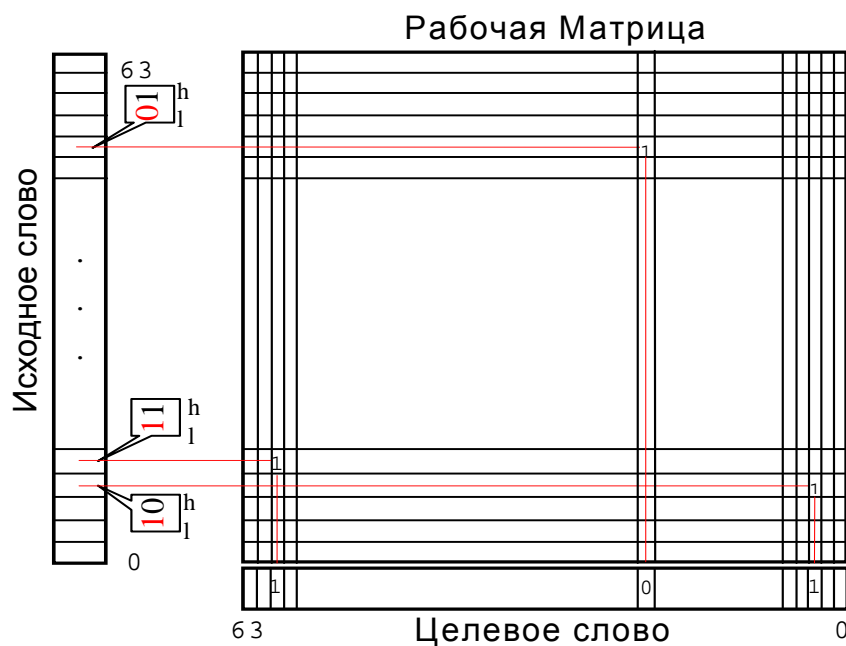 Рабочая Матрица
63
01
h
l
1
Исходное слово
11
h
l
1
10
h
l
1
0
1
0
1
63
Целевое слово
0